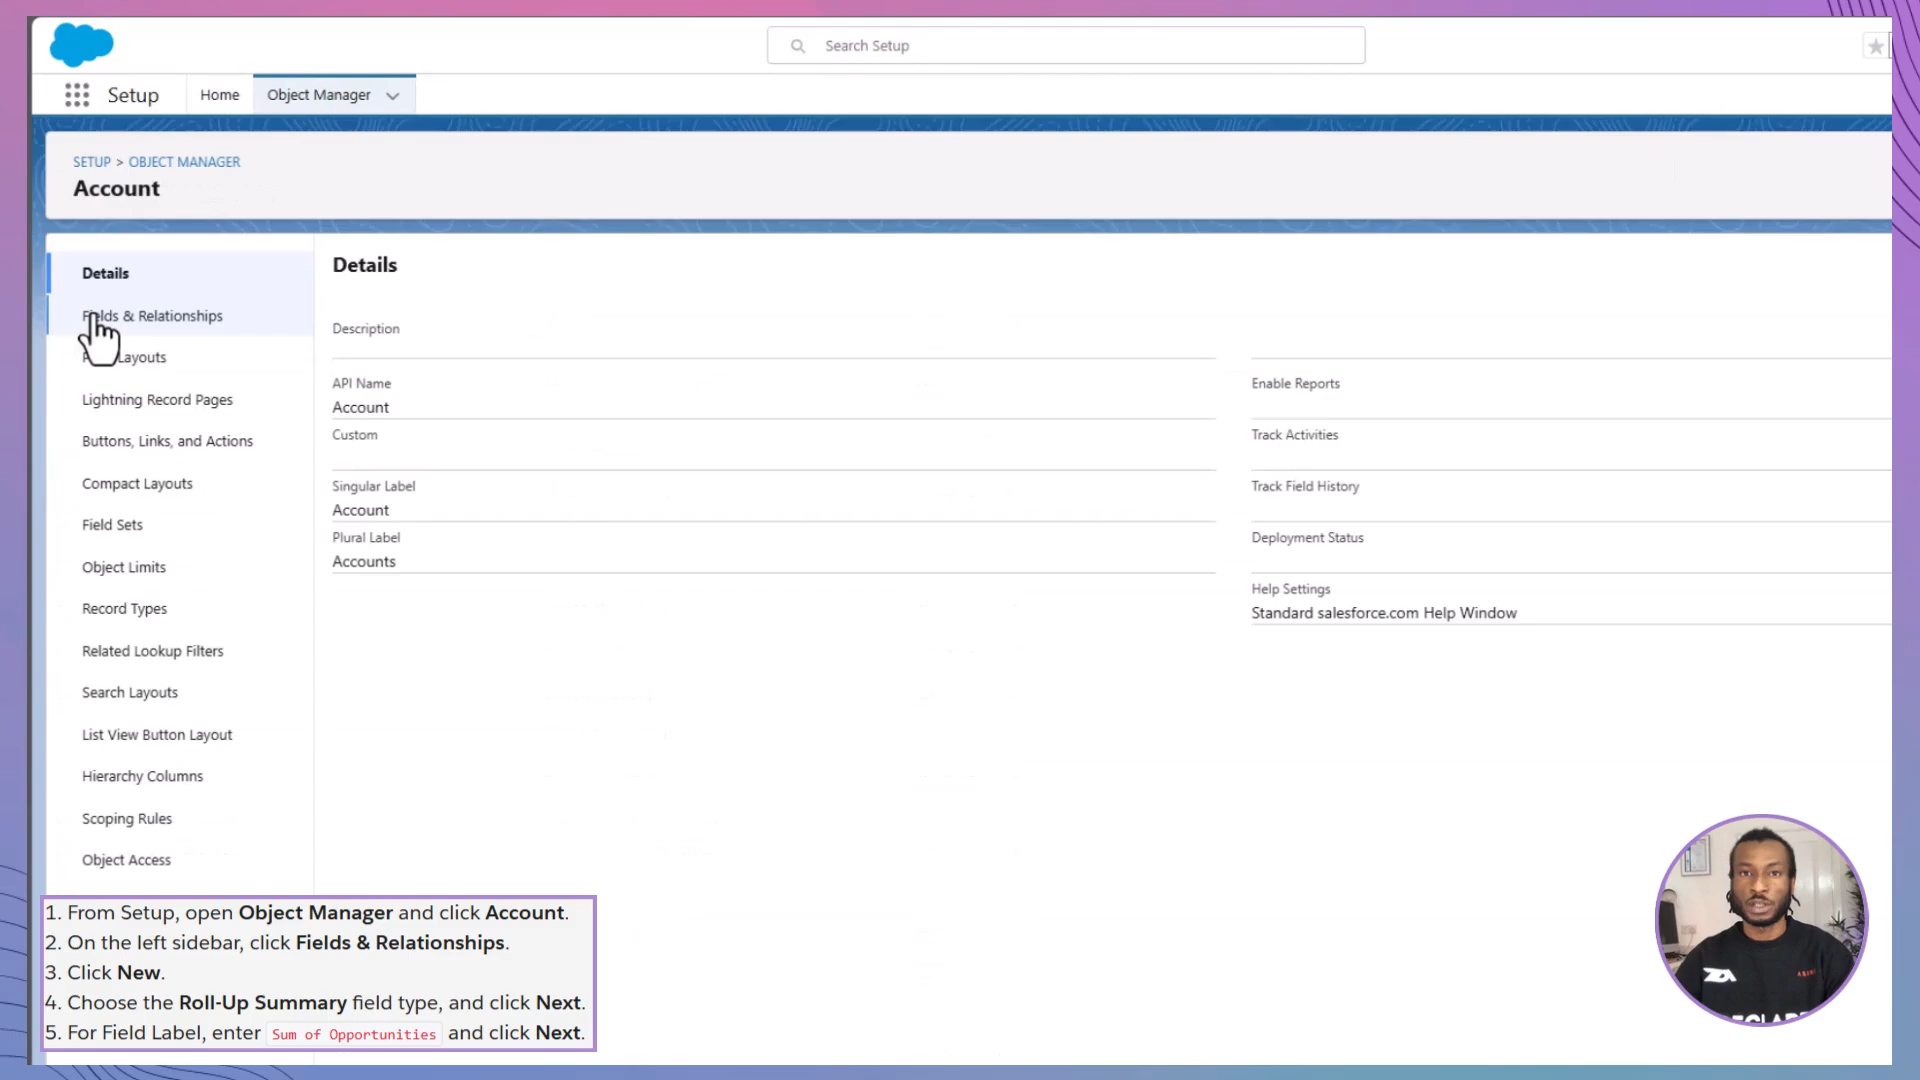 Search Setup
Setup
Home
Object Manager
SETUP > OBJECT MANAGER
Account
Details
Fields & Relationships
Layouts
Lightning Record Pages
Buttons, Links, and Actions
Compact Layouts
Field Sets
Object Limits
Record Types
Related Lookup Filters
Search Layouts
List View Button Layout
Hierarchy Columns
Scoping Rules
Object Access
Details
Description
API Name
Account
Custom
Singular Label
Account
Plural Label
Accounts
Enable Reports
Track Activities
Track Field History
Deployment Status
Help Settings
Standard salesforce.com Help Window
1. From Setup, open Object Manager and click Account.
2. On the left sidebar, click Fields & Relationships.
3. Click New.
4. Choose the Roll-Up Summary field type, and click Next.
5. For Field Label, enter Sum of Opportunities and click Next.